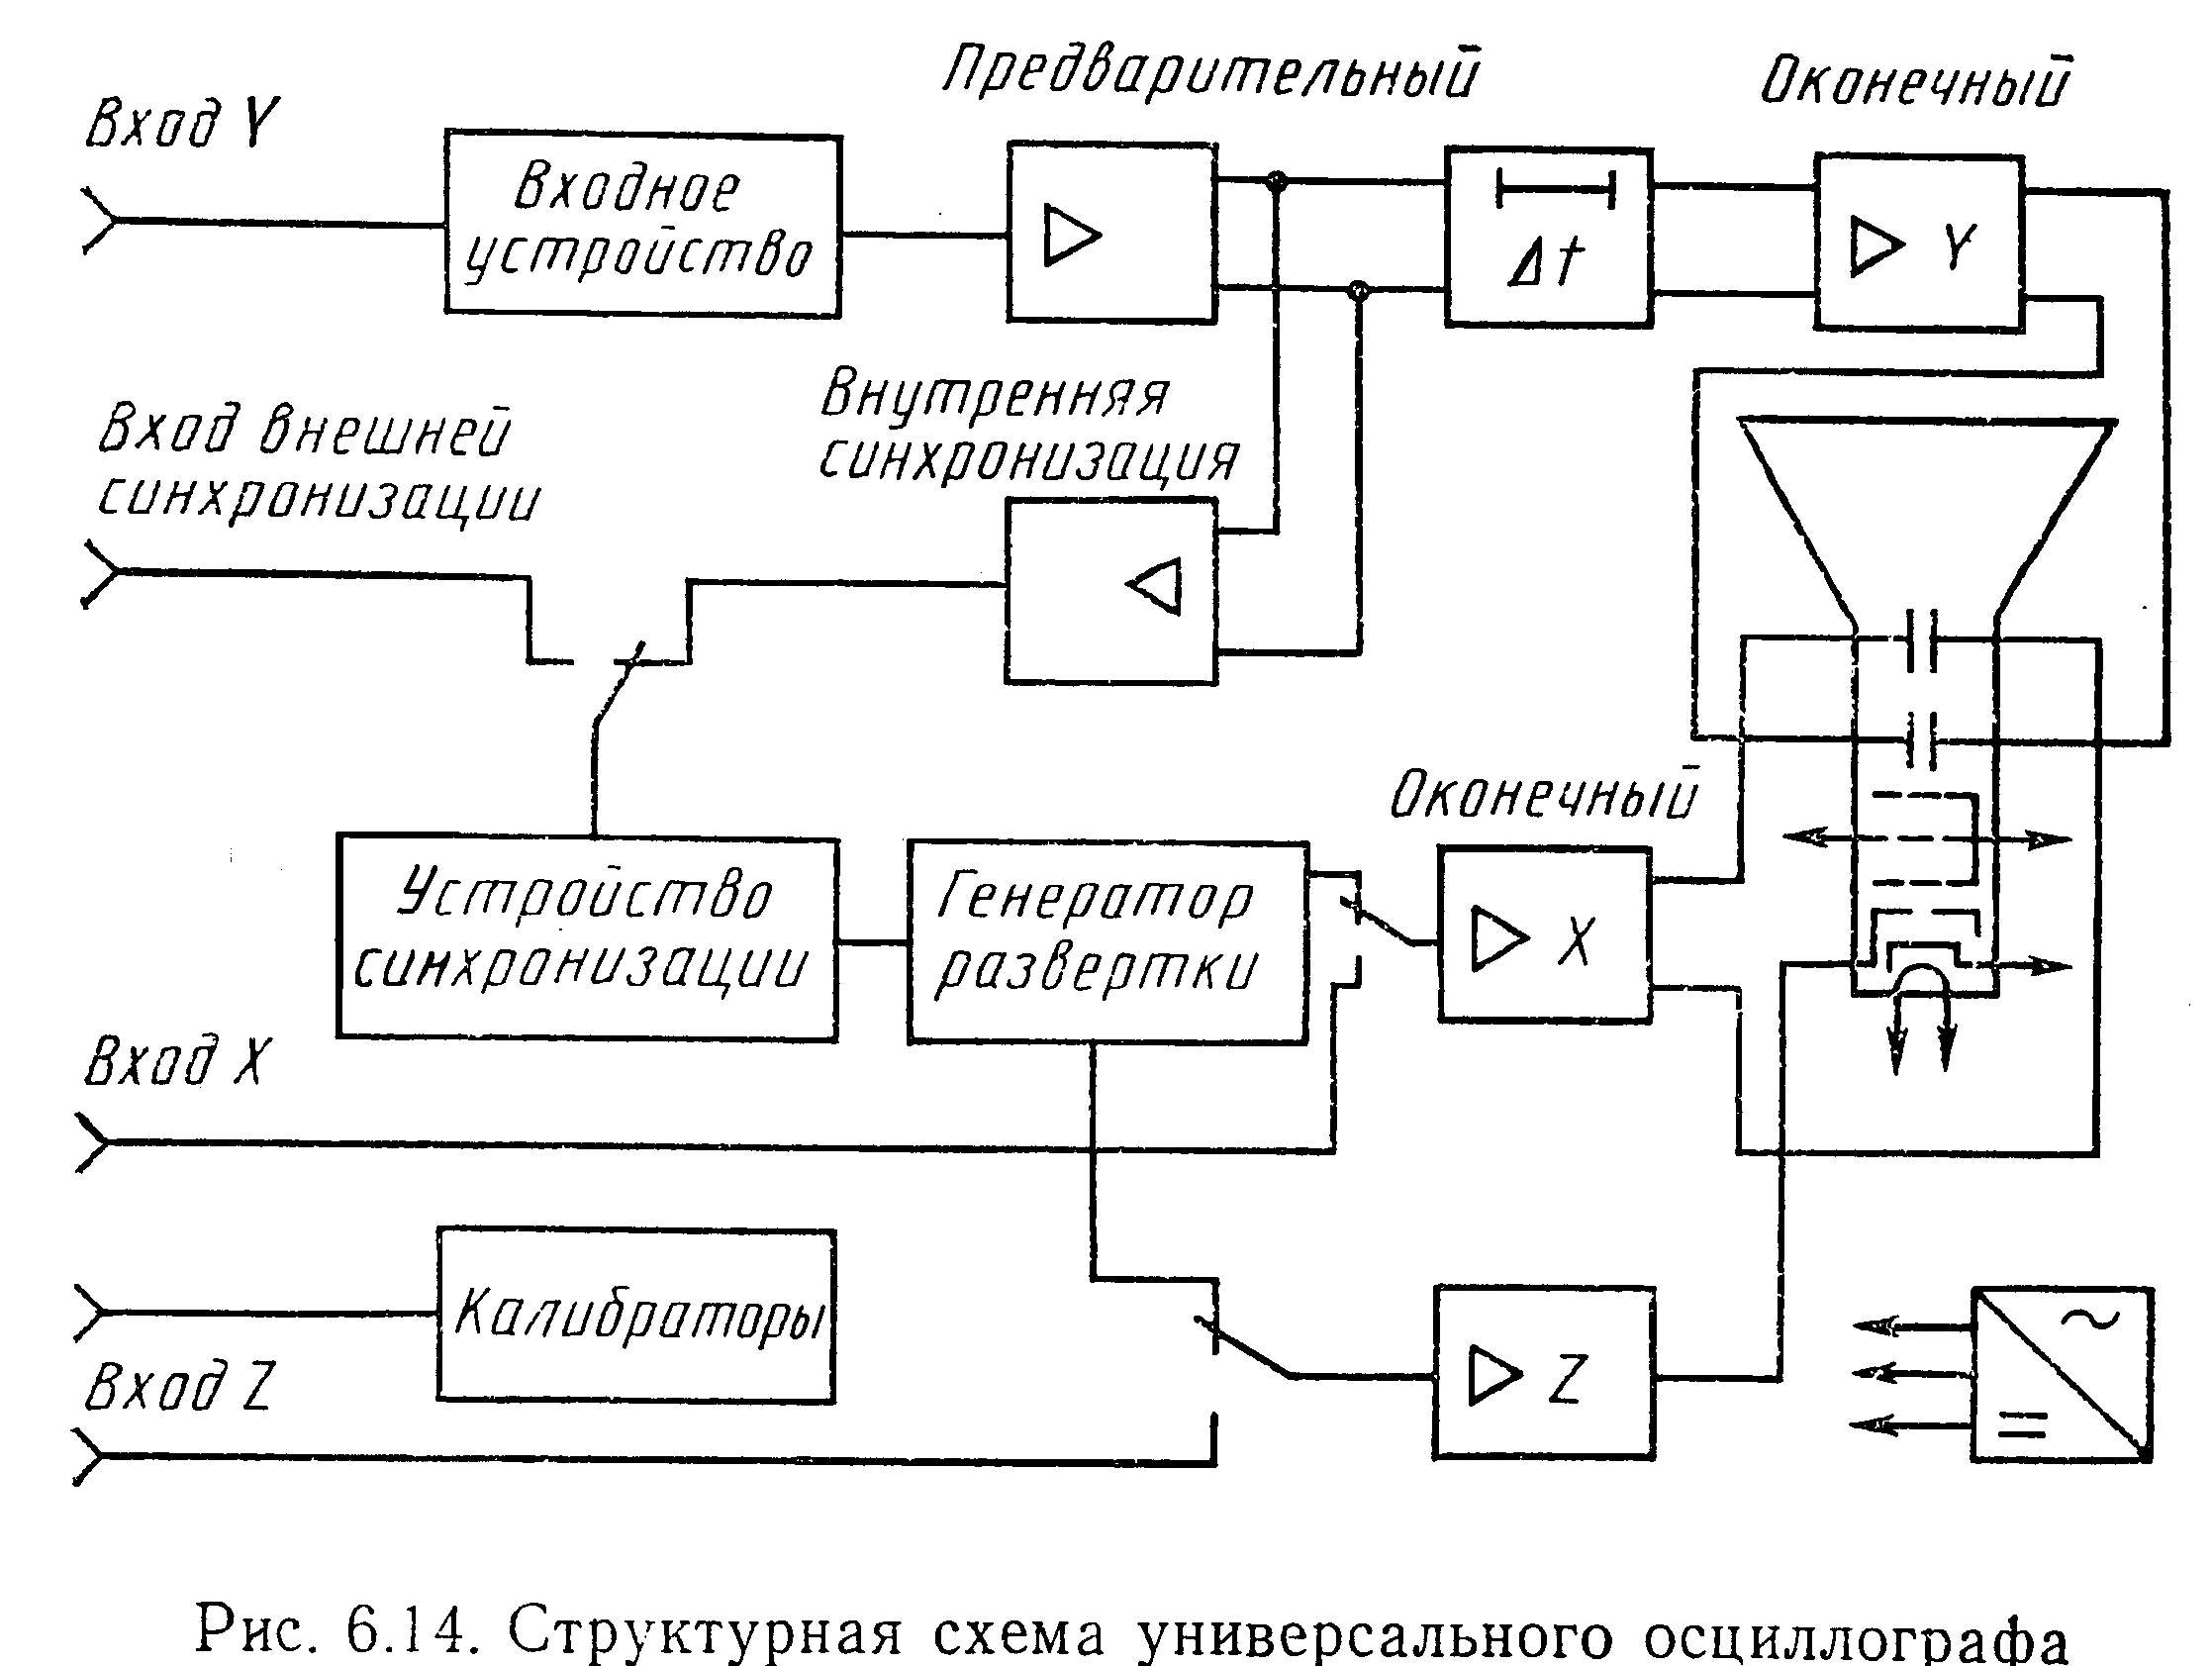 Предварительный
Оконечный
Вход Y
Входное
устройство
Δt
Y
Внутренняя
синхронизация
Вход внешней
синхронизации
Оконечный
Устройство
синхронизации
Генератор
развертки
X
Вход X
Калибраторы
Вход Z
Z
Рис. 6.14. Структурная схема универсального осциллографа